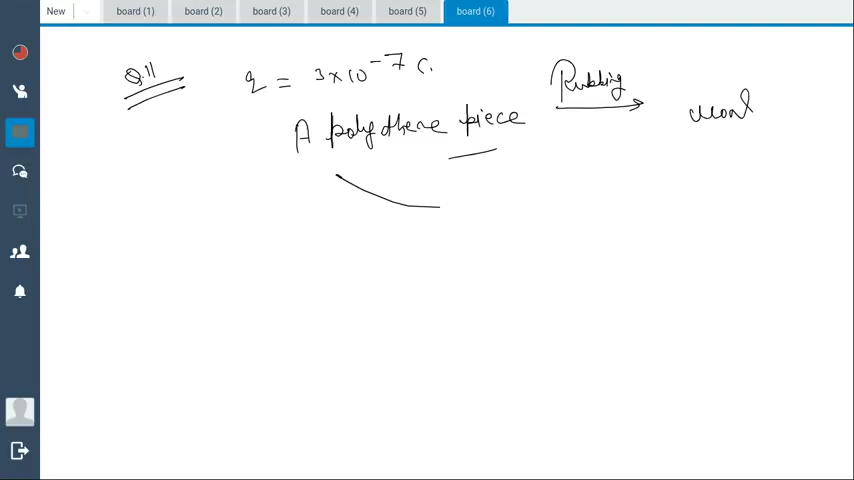 New board (1) board (2) board (3) board (4) board (5) board (6)
Q.11
q = 3×10⁻⁷ C.
Rubbing
A polythene piece wool